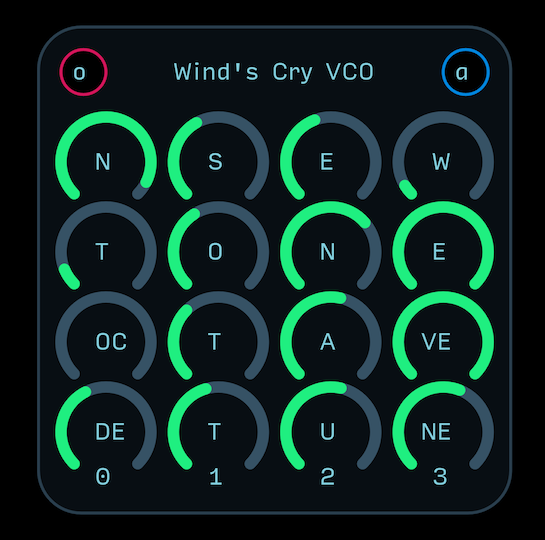 o Wind's Cry VCO a
N S E W
T O N E
OC T A VE
DE T U NE
0 1 2 3